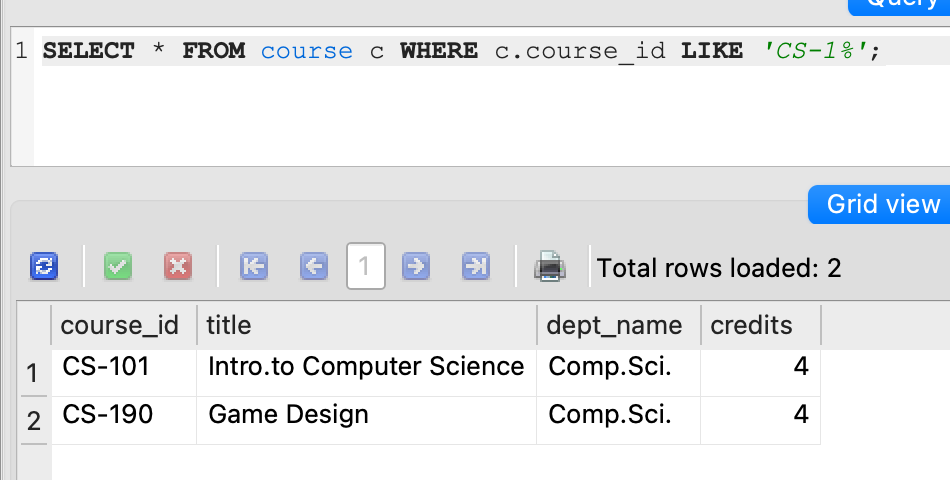 Query
1 SELECT * FROM course c WHERE c.course_id LIKE 'CS-1%';
Grid view
1 Total rows loaded: 2
course_id title dept_name credits
1 CS-101 Intro.to Computer Science Comp.Sci. 4
2 CS-190 Game Design Comp.Sci. 4